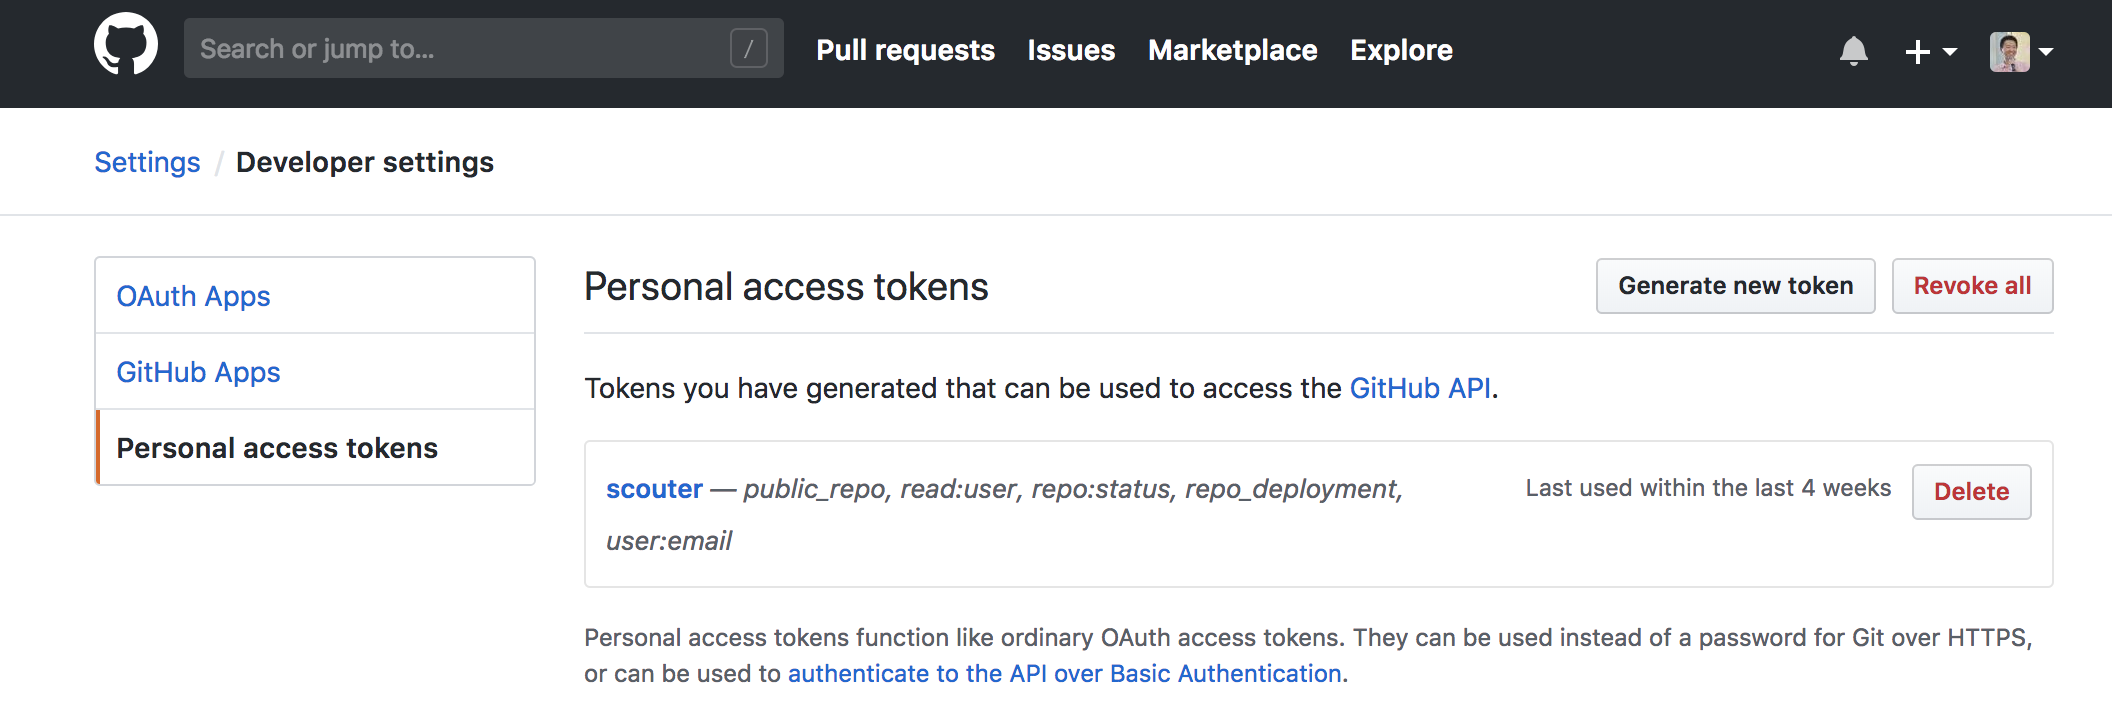 Search or jump to... /
Pull requests Issues Marketplace Explore
Settings / Developer settings
OAuth Apps
GitHub Apps
Personal access tokens
Personal access tokens
Generate new token Revoke all
Tokens you have generated that can be used to access the GitHub API.
scouter — public_repo, read:user, repo:status, repo_deployment,
user:email
Last used within the last 4 weeks Delete
Personal access tokens function like ordinary OAuth access tokens. They can be used instead of a password for Git over HTTPS,
or can be used to authenticate to the API over Basic Authentication.